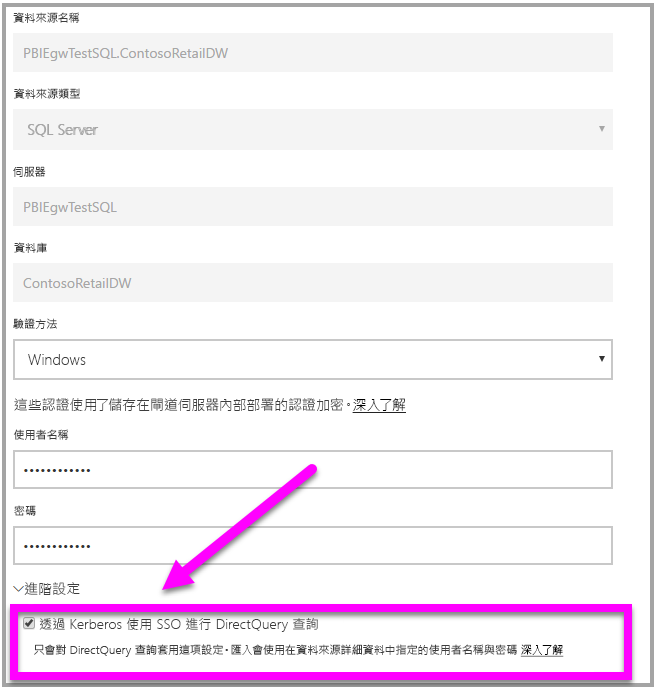 資料來源名稱
PBIEgwTestSQL.ContosoRetailDW
資料來源類型
SQL Server
伺服器
PBIEgwTestSQL
資料庫
ContosoRetailDW
驗證方法
Windows
這些認證使用了儲存在閘道伺服器內部部署的認證加密。深入了解
使用者名稱
••••••••••••
密碼
••••••••••••
進階設定
透過 Kerberos 使用 SSO 進行 DirectQuery 查詢
只會對 DirectQuery 查詢套用這項設定。匯入會使用在資料來源詳細資料中指定的使用者名稱與密碼 深入了解